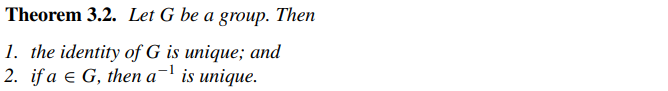 Theorem 3.2. Let G be a group. Then
1. the identity of G is unique; and
2. if a ∈ G, then a⁻¹ is unique.